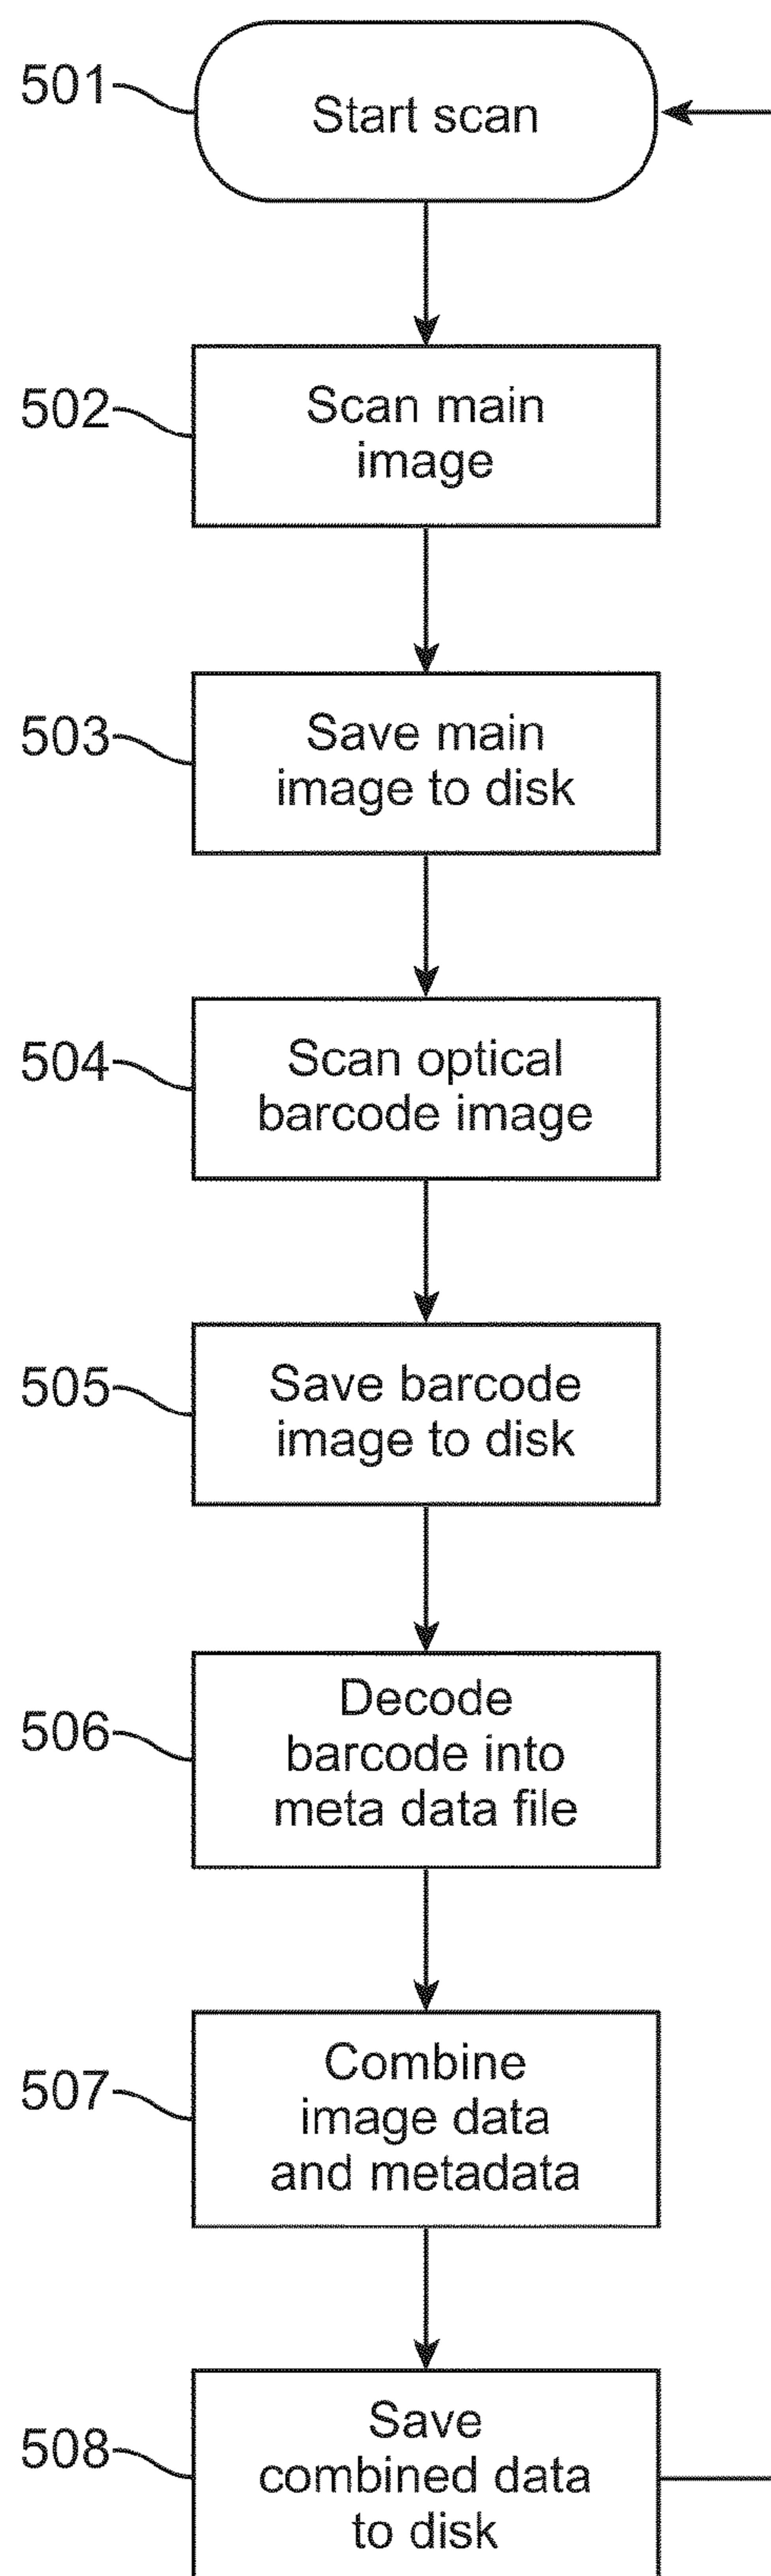 501
Start scan
502
Scan main
image
503
Save main
image to disk
504
Scan optical
barcode image
505
Save barcode
image to disk
506
Decode
barcode into
meta data file
507
Combine
image data
and metadata
508
Save
combined data
to disk